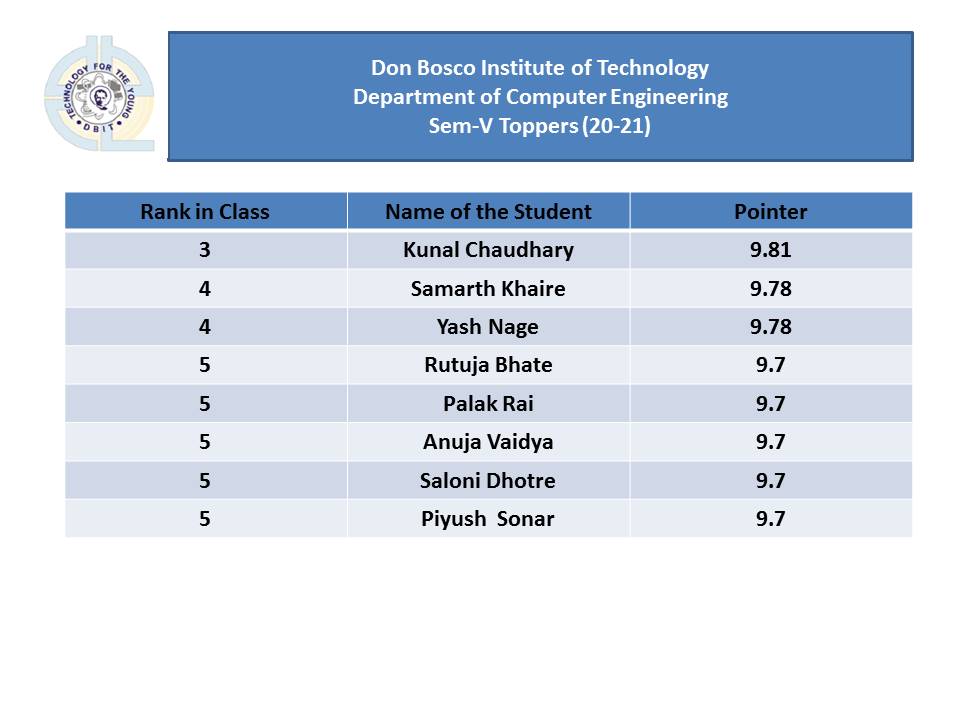 TECHNOLOGY FOR THE YOUNG
DBIT
Don Bosco Institute of Technology
Department of Computer Engineering
Sem-V Toppers (20-21)
Rank in Class Name of the Student Pointer
3 Kunal Chaudhary 9.81
4 Samarth Khaire 9.78
4 Yash Nage 9.78
5 Rutuja Bhate 9.7
5 Palak Rai 9.7
5 Anuja Vaidya 9.7
5 Saloni Dhotre 9.7
5 Piyush Sonar 9.7